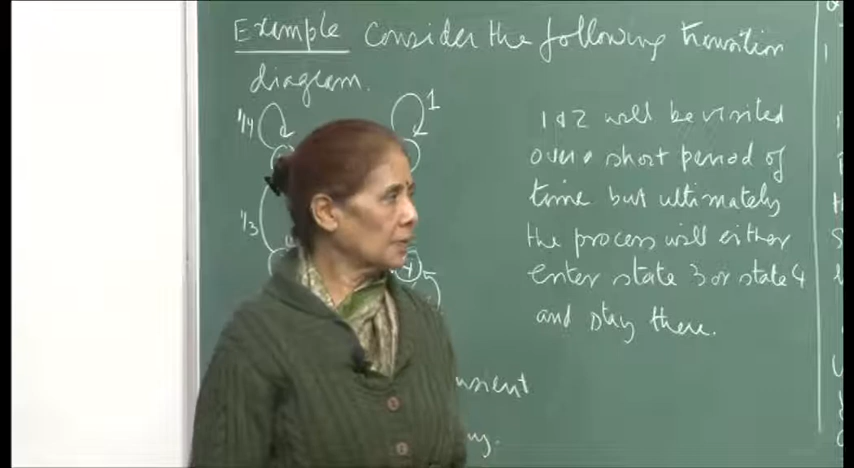 Example Consider the following transition
diagram.
1/4
1
1 & 2 will be visited
over a short period of
time but ultimately
the process will either
enter state 3 or state 4
and stay there.
1/3
4